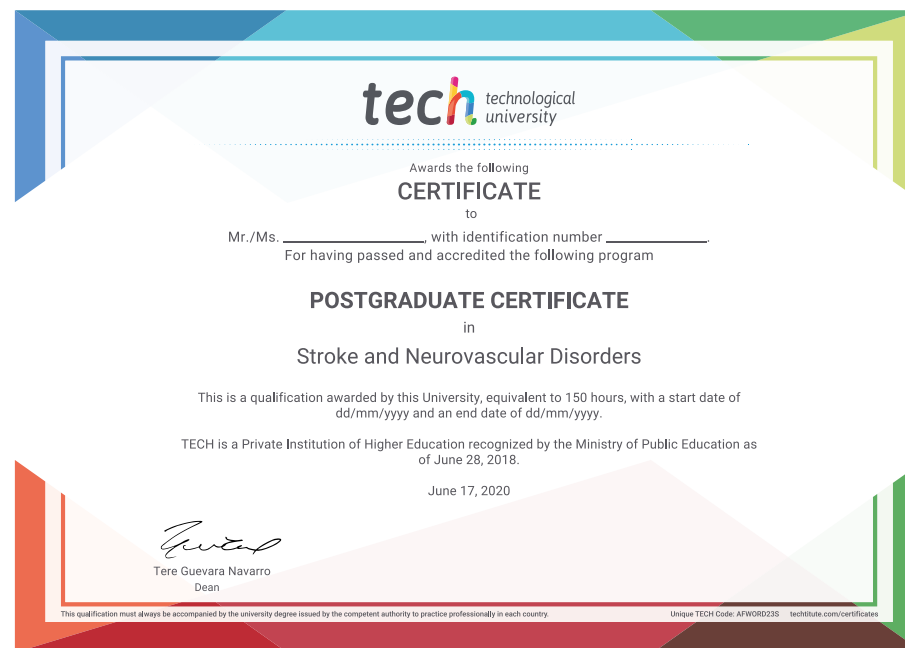 tech technological
university
Awards the following
CERTIFICATE
to
Mr./Ms. ____________________, with identification number ______________.
For having passed and accredited the following program
POSTGRADUATE CERTIFICATE
in
Stroke and Neurovascular Disorders
This is a qualification awarded by this University, equivalent to 150 hours, with a start date of
dd/mm/yyyy and an end date of dd/mm/yyyy.
TECH is a Private Institution of Higher Education recognized by the Ministry of Public Education as
of June 28, 2018.
June 17, 2020
Tere Guevara Navarro
Dean
This qualification must always be accompanied by the university degree issued by the competent authority to practice professionally in each country. Unique TECH Code: AFWORD23S techtitute.com/certificates